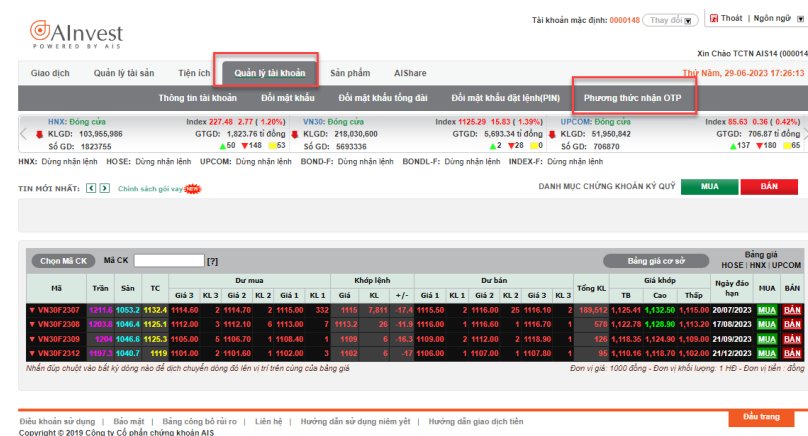 Tài khoản mặc định: 0000148 Thay đổi Thoát | Ngôn ngữ
AInvest
POWERED BY AIS
Xin Chào TCTN AIS14 (000014
Giao dịch Quản lý tài sản Tiện ích Quản lý tài khoản Sản phẩm AIShare Thứ Năm, 29-06-2023 17:26:13
Thông tin tài khoản Đổi mật khẩu Đổi mật khẩu tổng đài Đổi mật khẩu đặt lệnh(PIN) Phương thức nhận OTP
HNX: Đóng cửa Index 227.48 2.77 ( 1.20%) VN30: Đóng cửa Index 1125.29 15.83 ( 1.39%) UPCOM: Đóng cửa Index 85.63 0.36 ( 0.42%)
KLGD: 103,955,986 GTGD: 1,823.76 tỉ đồng KLGD: 218,030,600 GTGD: 5,693.34 tỉ đồng KLGD: 51,950,842 GTGD: 706.87 tỉ đồng
Số GD: 1823755 ▲50 ▼148 53 Số GD: 5693336 ▲2 ▼28 0 Số GD: 706870 ▲137 ▼180 65
HNX: Dừng nhận lệnh HOSE: Dừng nhận lệnh UPCOM: Dừng nhận lệnh BOND-F: Dừng nhận lệnh BONDL-F: Dừng nhận lệnh INDEX-F: Dừng nhận lệnh
TIN MỚI NHẤT: Chính sách gói vay NEW DANH MỤC CHỨNG KHOÁN KÝ QUỸ MUA BÁN
Chọn Mã CK Mã CK [?] Bảng giá cơ sở Bảng giá
HOSE | HNX | UPCOM
Mã Trần Sàn TC Dư mua Khớp lệnh Dư bán Tổng KL Giá khớp Ngày đáo hạn MUA BÁN
Giá 3 KL 3 Giá 2 KL 2 Giá 1 KL 1 Giá KL +/- Giá 1 KL 1 Giá 2 KL 2 Giá 3 KL 3 TB Cao Thấp
▼ VN30F2307 1211.6 1053.2 1132.4 1114.60 2 1114.70 2 1115.00 332 1115 7,811 -17.4 1115.50 2 1116.00 25 1116.10 2 189,512 1,125.41 1,132.50 1,115.00 20/07/2023 MUA BÁN
▼ VN30F2308 1203.8 1046.4 1125.1 1112.00 3 1112.10 6 1113.00 7 1113.2 26 -11.9 1116.00 1 1116.60 1 1116.70 1 578 1,122.78 1,128.90 1,113.20 17/08/2023 MUA BÁN
▼ VN30F2309 1204 1046.6 1125.3 1105.00 5 1106.70 1 1108.40 1 1109 6 -16.3 1109.00 2 1112.00 2 1118.90 1 126 1,118.35 1,124.90 1,109.00 21/09/2023 MUA BÁN
▼ VN30F2312 1197.3 1040.7 1119 1101.00 2 1101.60 1 1102.00 3 1102 6 -17 1106.00 1 1107.00 1 1107.80 1 95 1,110.16 1,118.70 1,102.00 21/12/2023 MUA BÁN
Nhấn đúp chuột vào bất kỳ dòng nào để dịch chuyển dòng đó lên vị trí trên cùng của bảng giá Đơn vị giá: 1000 đồng - Đơn vị khối lượng: 1 HĐ - Đơn vị tiền : đồng
Đầu trang
Điều khoản sử dụng | Bảo mật | Bảng công bố rủi ro | Liên hệ | Hướng dẫn sử dụng niêm yết | Hướng dẫn giao dịch tiền
Copyright © 2019 Công ty Cổ phần chứng khoán AIS